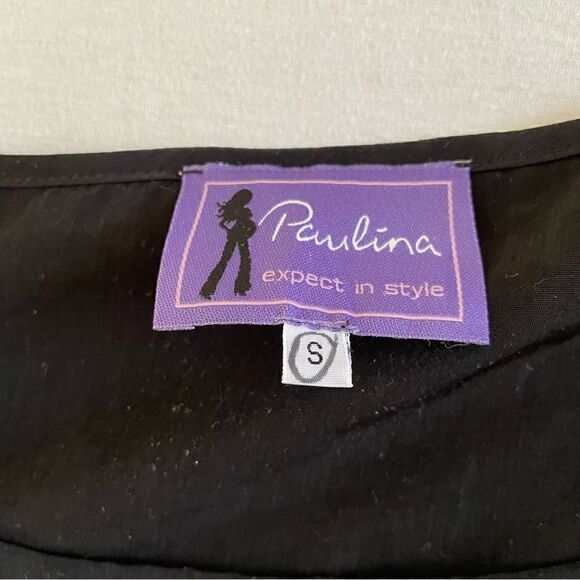 Paulina
expect in style
S